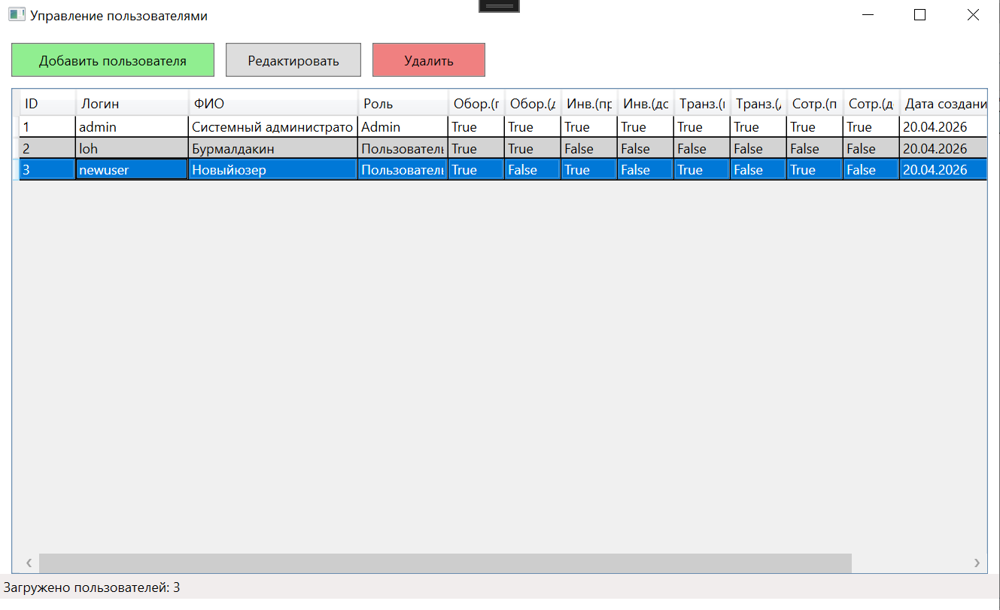 Управление пользователями
Добавить пользователя Редактировать Удалить
ID Логин ФИО Роль Обор.(г Обор.(д Инв.(пр Инв.(дс Транз.( Транз.( Сотр.(п Сотр.(д Дата создани
1 admin Системный администрато Admin True True True True True True True True 20.04.2026
2 loh Бурмалдакин Пользователь True True False False False False False False 20.04.2026
3 newuser Новыйюзер Пользователь True False True False True False True False 20.04.2026
Загружено пользователей: 3